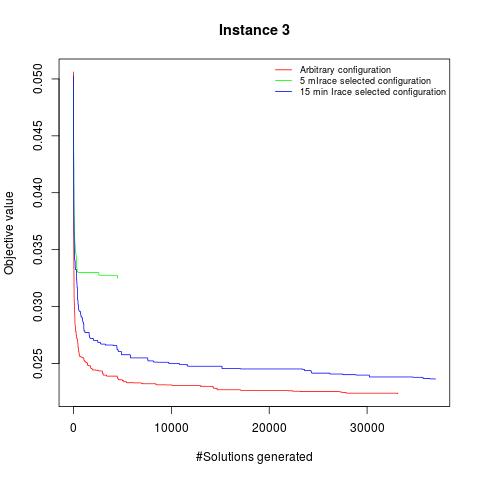 Instance 3
Arbitrary configuration
5 mIrace selected configuration
15 min Irace selected configuration
Objective value
0.050
0.045
0.040
0.035
0.030
0.025
0
10000
20000
30000
#Solutions generated